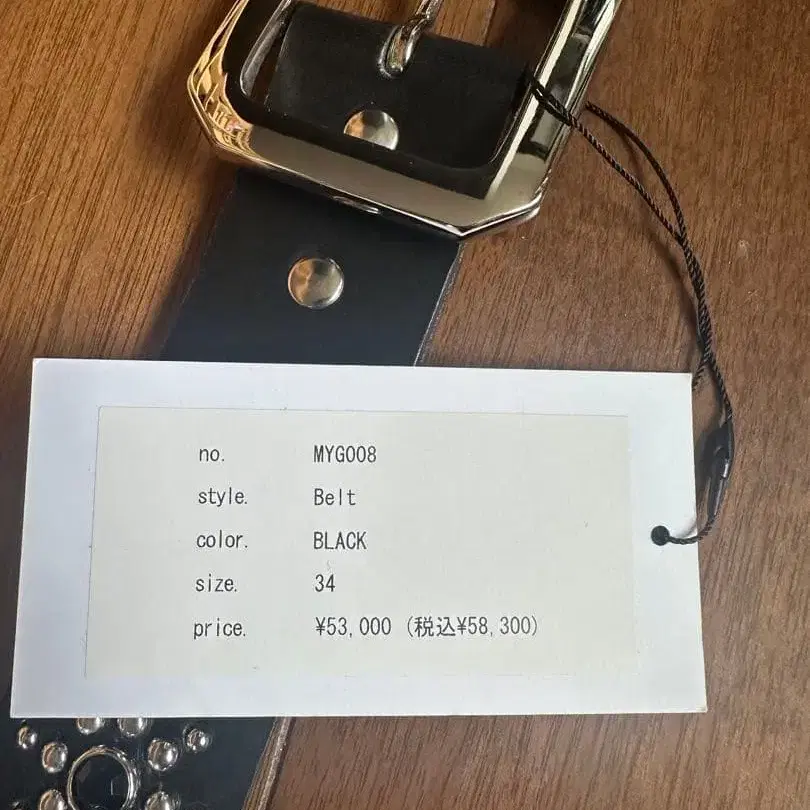 no. MYG008
style. Belt
color. BLACK
size. 34
price. ¥53,000 (税込¥58,300)